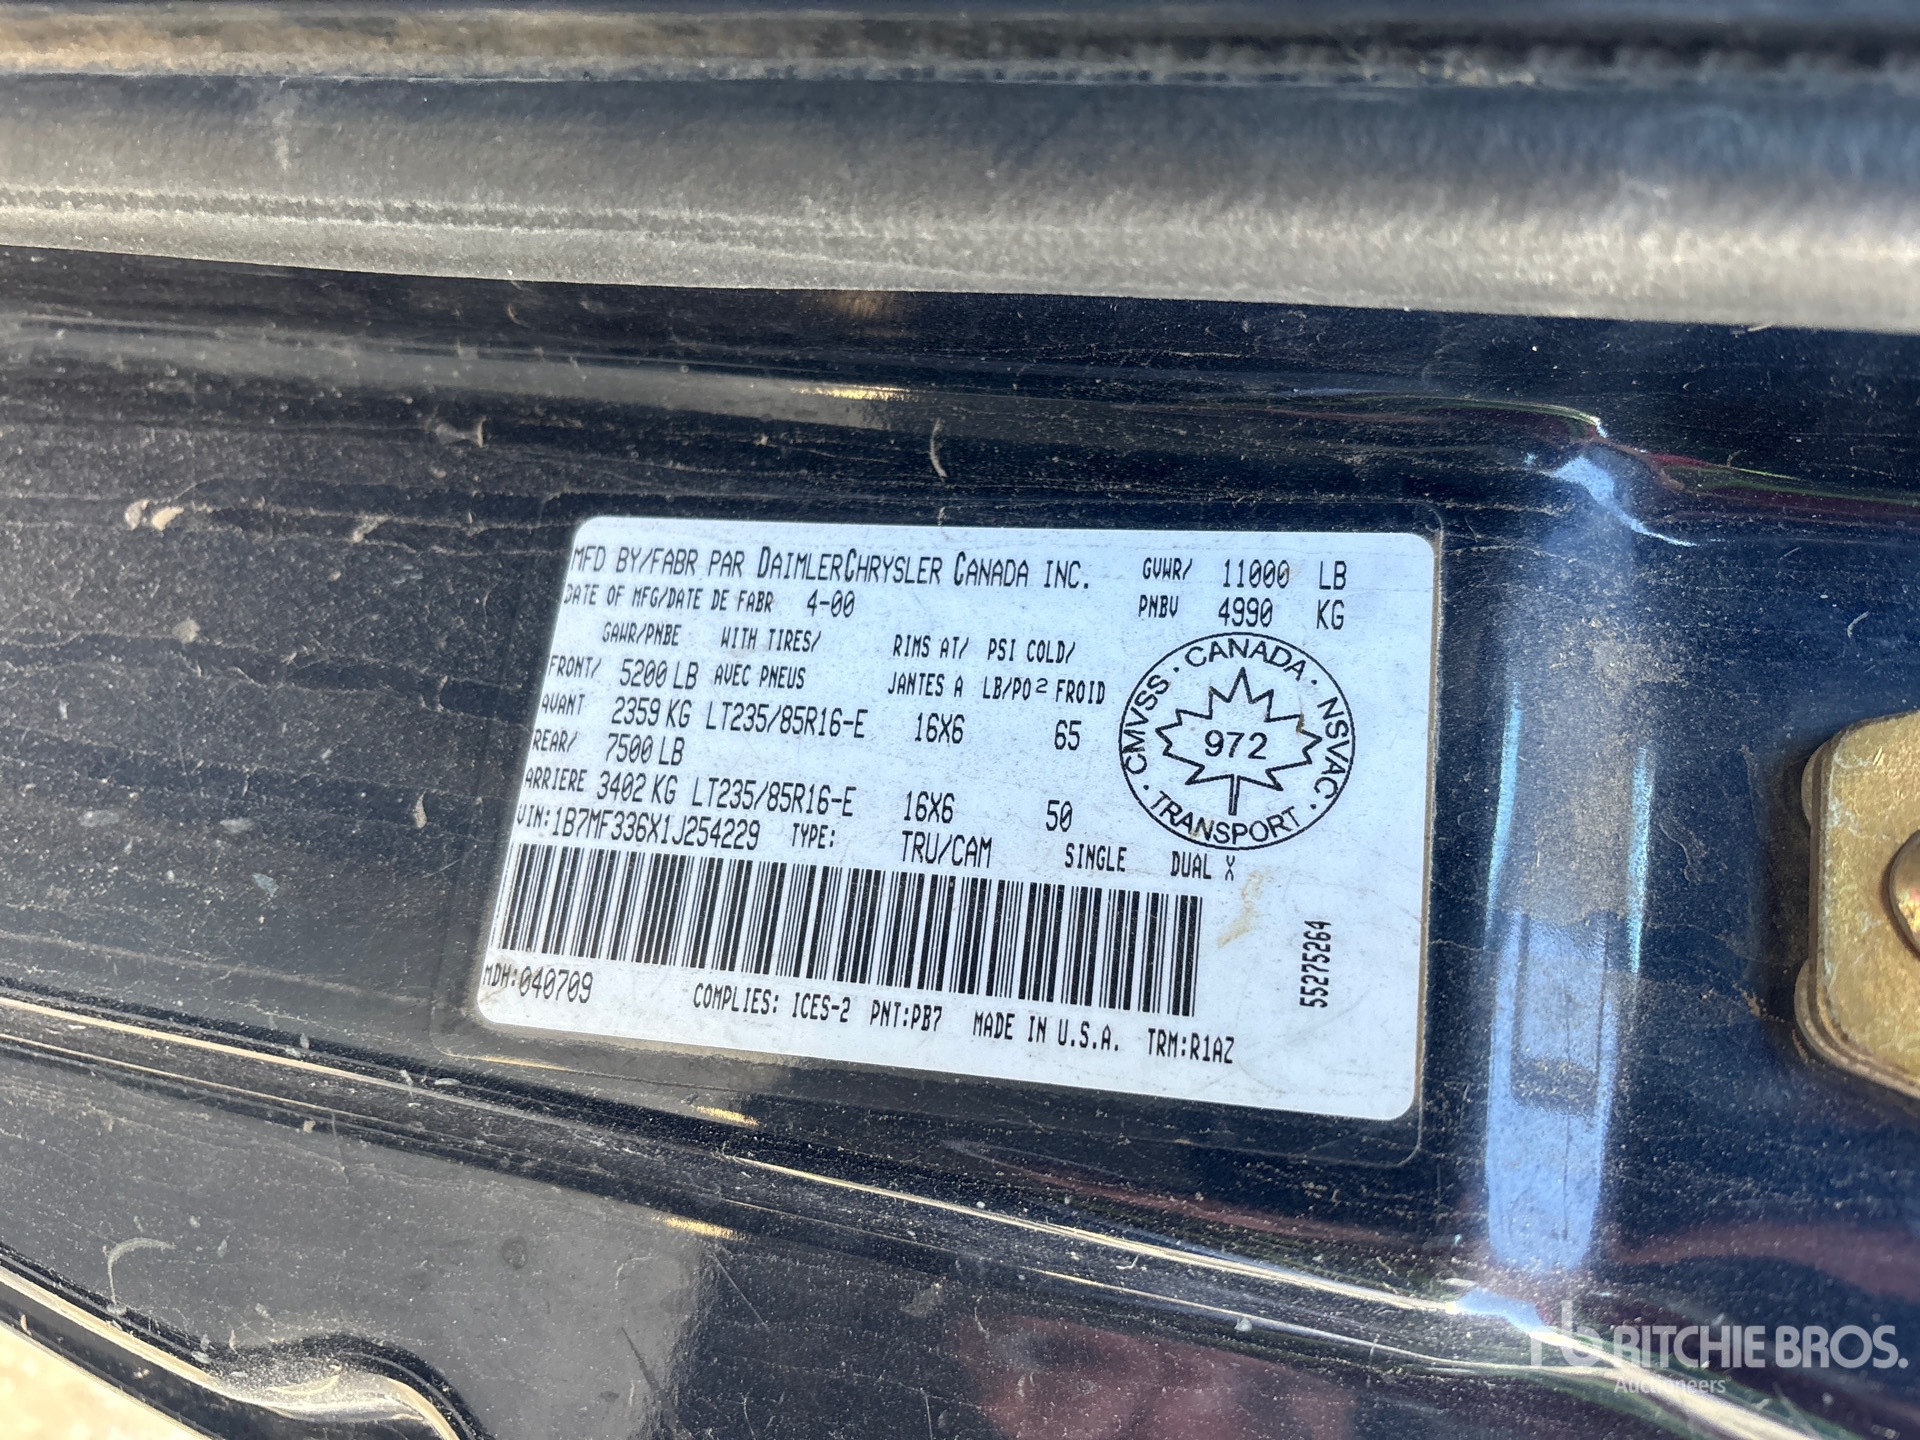 MFD BY/FABR PAR DAIMLERCHRYSLER CANADA INC. GVWR/ 11000 LB
DATE OF MFG/DATE DE FABR 4-00 PNBV 4990 KG
GAWR/PNBE WITH TIRES/ RIMS AT/ PSI COLD/
FRONT/ 5200 LB AVEC PNEUS JANTES A LB/PO² FROID
AVANT 2359 KG LT235/85R16-E 16X6 65
REAR/ 7500 LB
ARRIERE 3402 KG LT235/85R16-E 16X6 50
VIN:1B7MF336X1J254229 TYPE: TRU/CAM SINGLE DUAL X
CANADA · NSVAC · TRANSPORT · CMVSS ·
972
MDH:040709
COMPLIES: ICES-2 PNT:PB7 MADE IN U.S.A. TRM:R1AZ
55275264
rb RITCHIE BROS.
Auctioneers